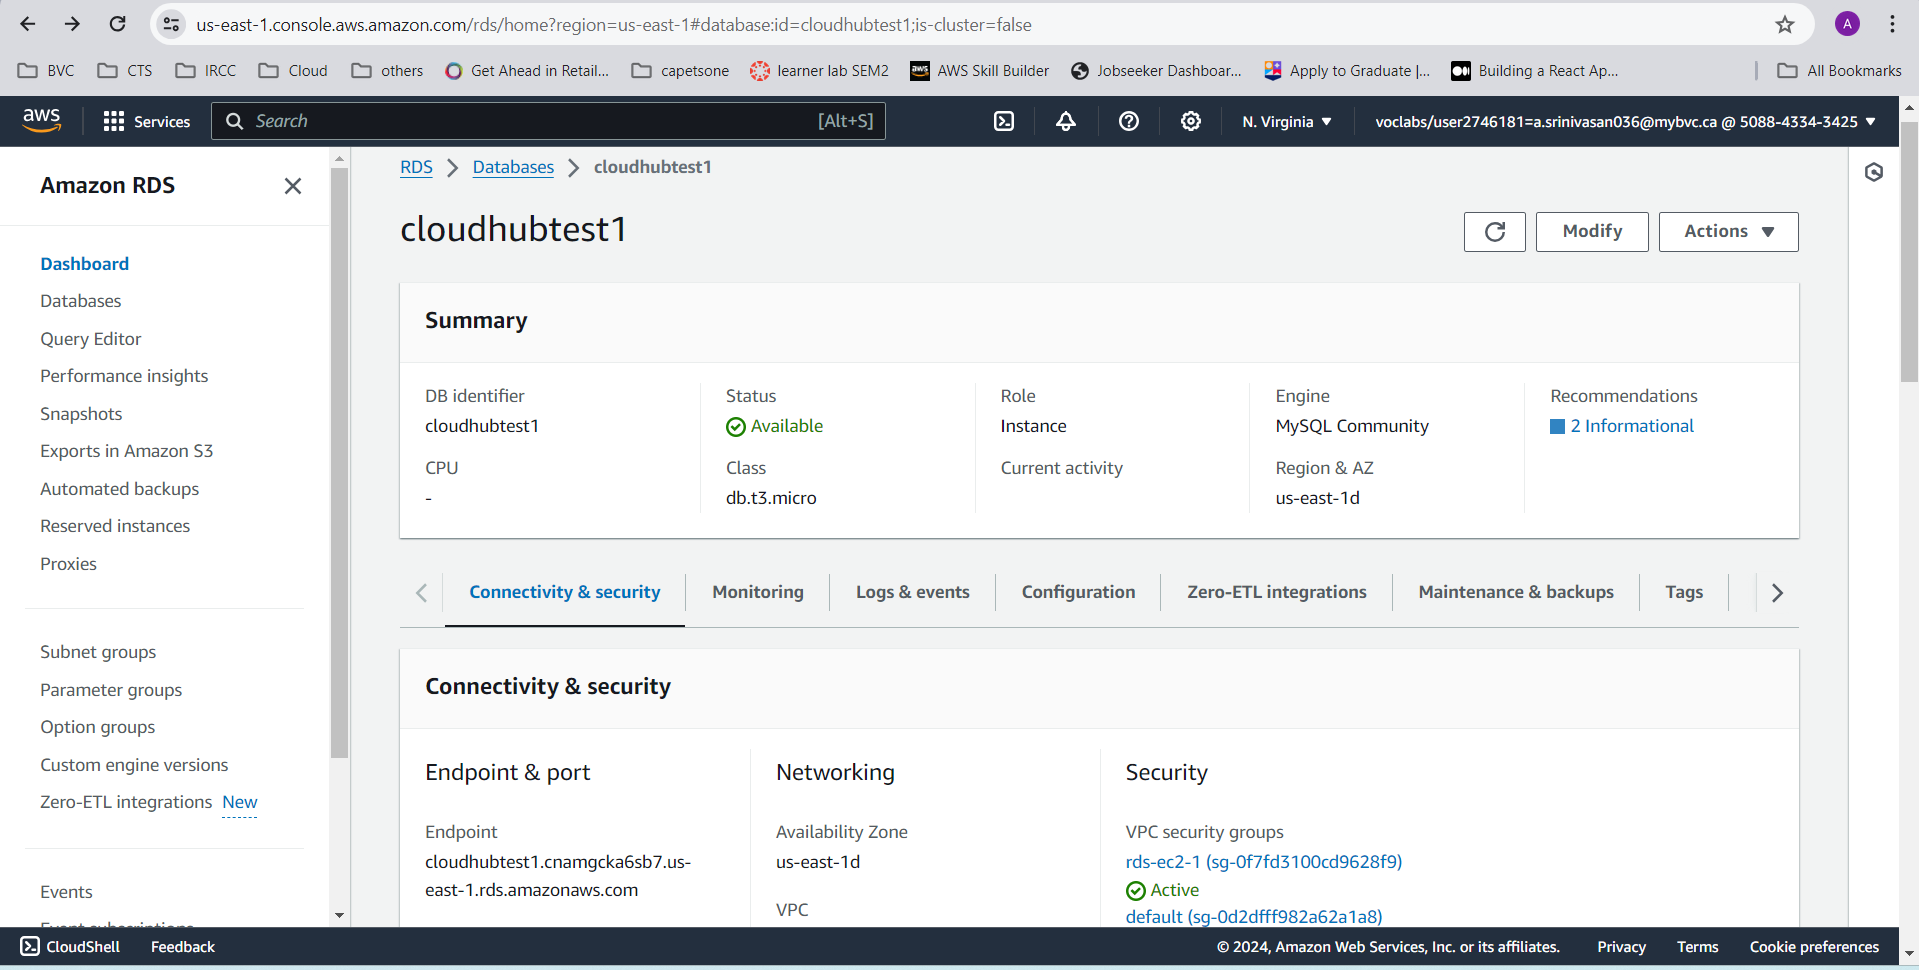 us-east-1.console.aws.amazon.com/rds/home?region=us-east-1#database:id=cloudhubtest1;is-cluster=false
A
BVC CTS IRCC Cloud others Get Ahead in Retail... capetsone learner lab SEM2 AWS Skill Builder Jobseeker Dashboar... Apply to Graduate |... Building a React Ap... All Bookmarks
aws Services Search [Alt+S] N. Virginia voclabs/user2746181=a.srinivasan036@mybvc.ca @ 5088-4334-3425
Amazon RDS
Dashboard
Databases
Query Editor
Performance insights
Snapshots
Exports in Amazon S3
Automated backups
Reserved instances
Proxies
Subnet groups
Parameter groups
Option groups
Custom engine versions
Zero-ETL integrations New
Events
Event subscriptions
RDS Databases cloudhubtest1
cloudhubtest1
Modify Actions
Summary
DB identifier
cloudhubtest1
CPU
-
Status
Available
Class
db.t3.micro
Role
Instance
Current activity
Engine
MySQL Community
Region & AZ
us-east-1d
Recommendations
2 Informational
Connectivity & security Monitoring Logs & events Configuration Zero-ETL integrations Maintenance & backups Tags
Connectivity & security
Endpoint & port
Endpoint
cloudhubtest1.cnamgcka6sb7.us-
east-1.rds.amazonaws.com
Networking
Availability Zone
us-east-1d
VPC
Security
VPC security groups
rds-ec2-1 (sg-0f7fd3100cd9628f9)
Active
default (sg-0d2dfff982a62a1a8)
CloudShell Feedback © 2024, Amazon Web Services, Inc. or its affiliates. Privacy Terms Cookie preferences